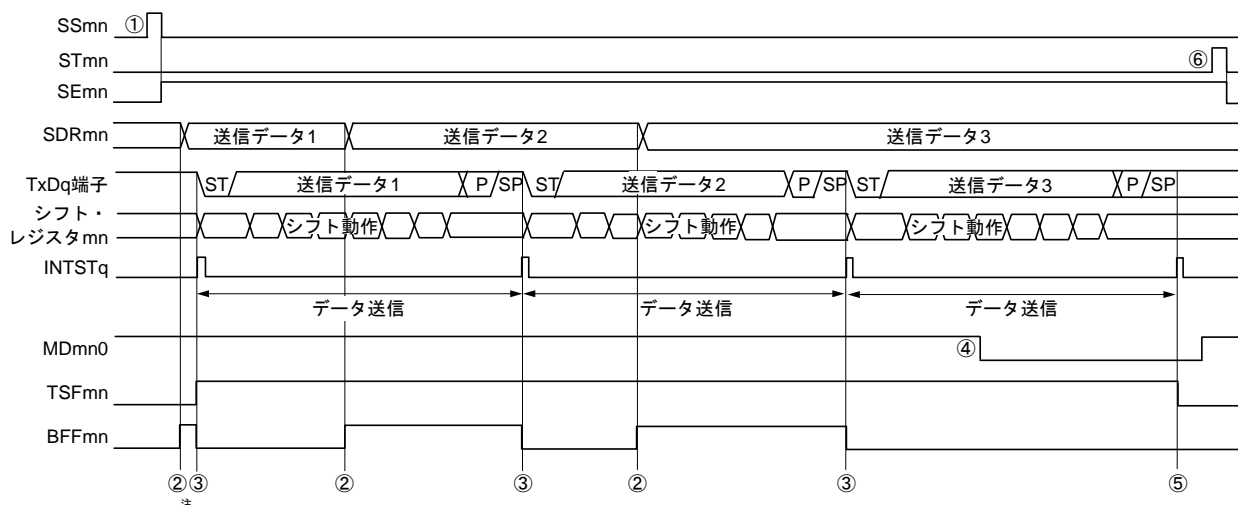 SSmn ①
STmn ⑥
SEmn
SDRmn 送信データ1 送信データ2 送信データ3
TxDq端子 ST 送信データ1 P SP ST 送信データ2 P SP ST 送信データ3 P SP
シフト・
レジスタmn シフト動作 シフト動作 シフト動作
INTSTq
データ送信 データ送信 データ送信
MDmn0 ④
TSFmn
BFFmn
② ③ ② ③ ② ③ ⑤
注